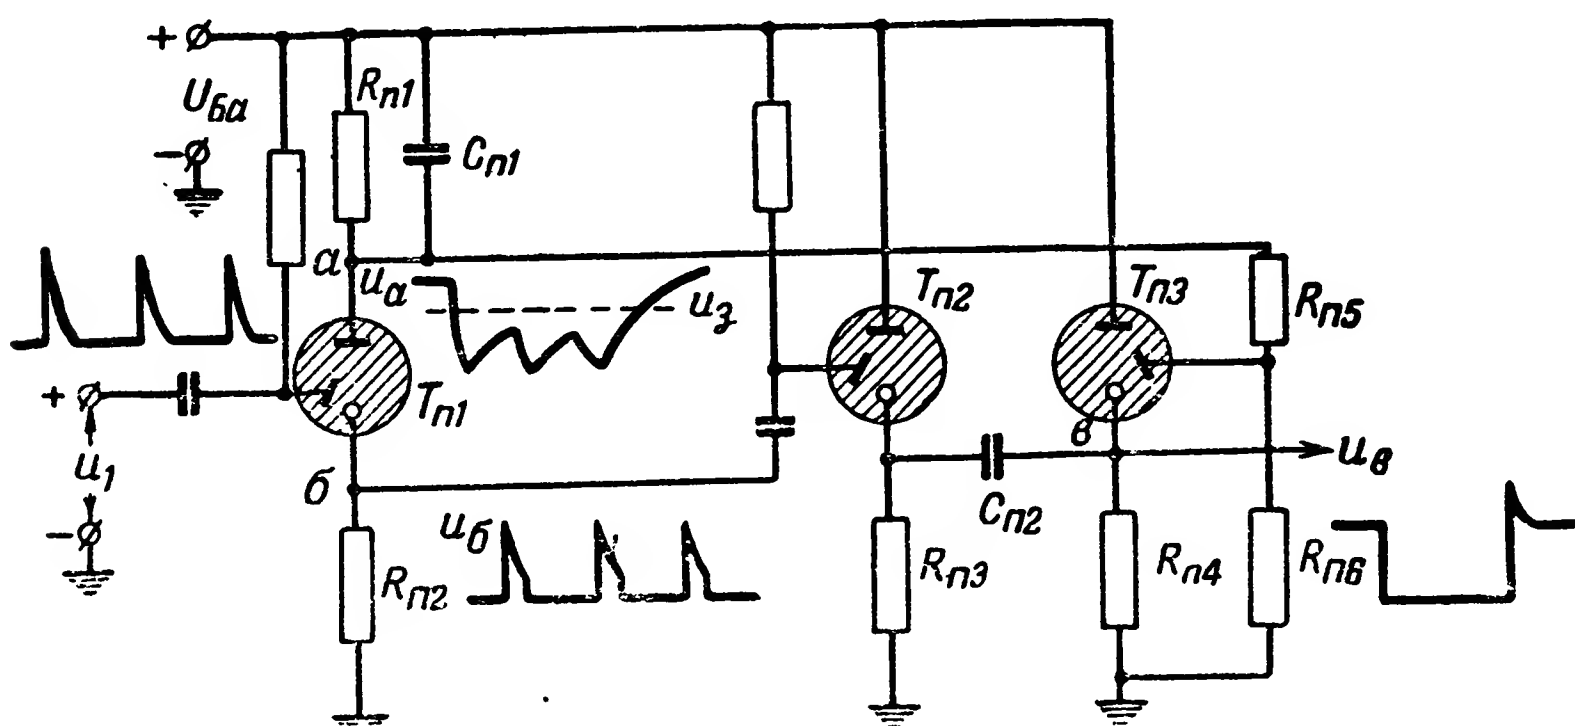 +
U ба
−
R п1
C п1
а
u а
u з
T п1
T п2
T п3
R п5
+
u 1
−
б
u б
R п2
в
u в
C п2
R п3
R п4
R п6